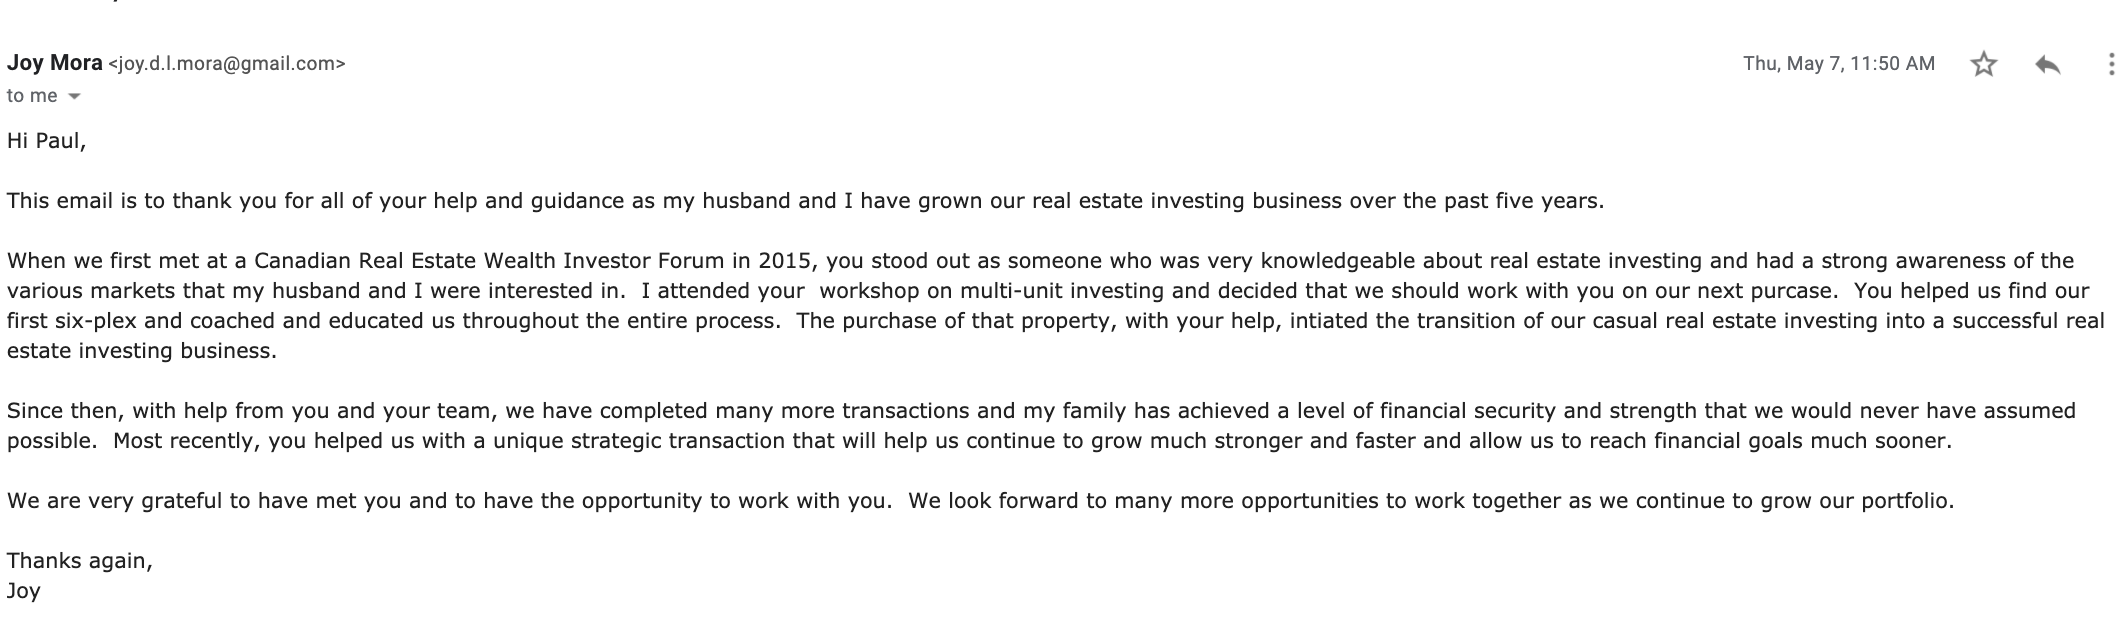 Joy Mora <joy.d.l.mora@gmail.com> Thu, May 7, 11:50 AM
to me
Hi Paul,
This email is to thank you for all of your help and guidance as my husband and I have grown our real estate investing business over the past five years.
When we first met at a Canadian Real Estate Wealth Investor Forum in 2015, you stood out as someone who was very knowledgeable about real estate investing and had a strong awareness of the
various markets that my husband and I were interested in.  I attended your  workshop on multi-unit investing and decided that we should work with you on our next purcase.  You helped us find our
first six-plex and coached and educated us throughout the entire process.  The purchase of that property, with your help, intiated the transition of our casual real estate investing into a successful real
estate investing business.
Since then, with help from you and your team, we have completed many more transactions and my family has achieved a level of financial security and strength that we would never have assumed
possible.  Most recently, you helped us with a unique strategic transaction that will help us continue to grow much stronger and faster and allow us to reach financial goals much sooner.
We are very grateful to have met you and to have the opportunity to work with you.  We look forward to many more opportunities to work together as we continue to grow our portfolio.
Thanks again,
Joy